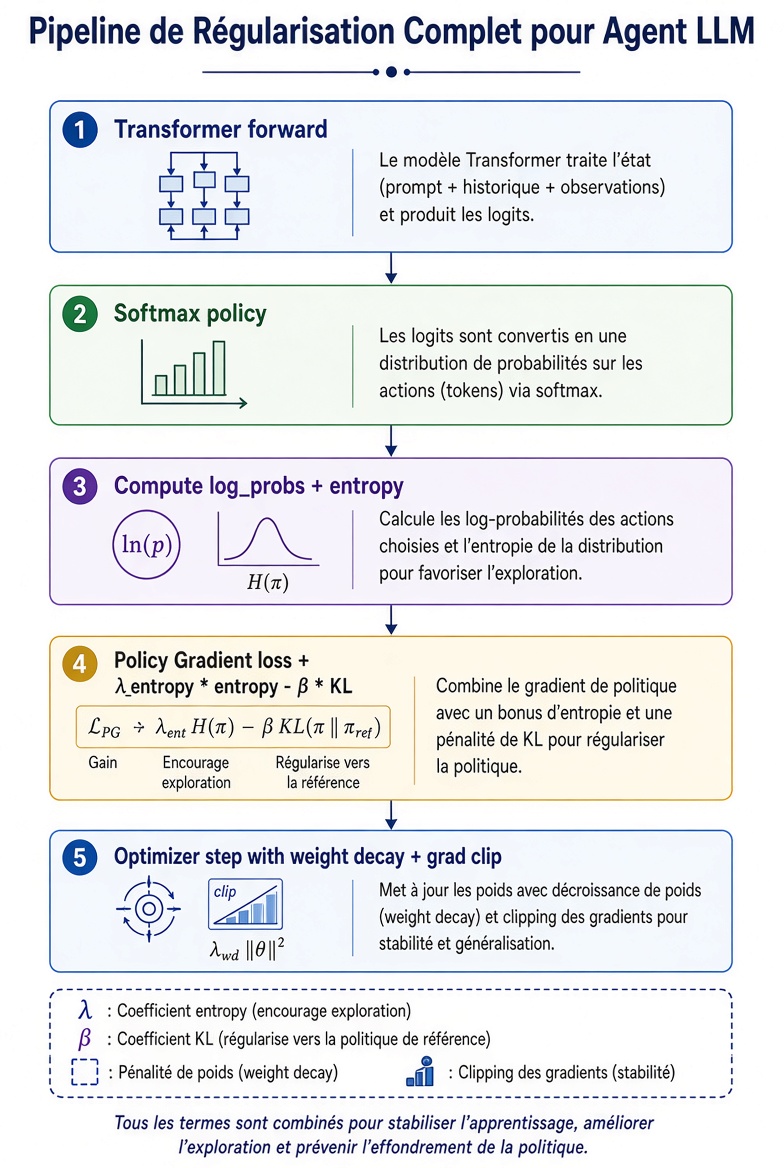 Pipeline de Régularisation Complet pour Agent LLM
1
Transformer forward
Le modèle Transformer traite l'état
(prompt + historique + observations)
et produit les logits.
2
Softmax policy
Les logits sont convertis en une
distribution de probabilités sur les
actions (tokens) via softmax.
3
Compute log_probs + entropy
ln(p)
H(π)
Calcule les log-probabilités des actions
choisies et l'entropie de la distribution
pour favoriser l'exploration.
4
Policy Gradient loss +
λ_entropy * entropy - β * KL
ℒ_PG ∔ λ_ent H(π) − β KL(π ∥ π_ref)
Gain
Encourage
exploration
Régularise vers
la référence
Combine le gradient de politique
avec un bonus d'entropie et une
pénalité de KL pour régulariser
la politique.
5
Optimizer step with weight decay + grad clip
clip
λ_wd ‖θ‖²
Met à jour les poids avec décroissance de poids
(weight decay) et clipping des gradients pour
stabilité et généralisation.
λ : Coefficient entropy (encourage exploration)
β : Coefficient KL (régularise vers la politique de référence)
: Pénalité de poids (weight decay)
: Clipping des gradients (stabilité)
Tous les termes sont combinés pour stabiliser l'apprentissage, améliorer
l'exploration et prévenir l'effondrement de la politique.